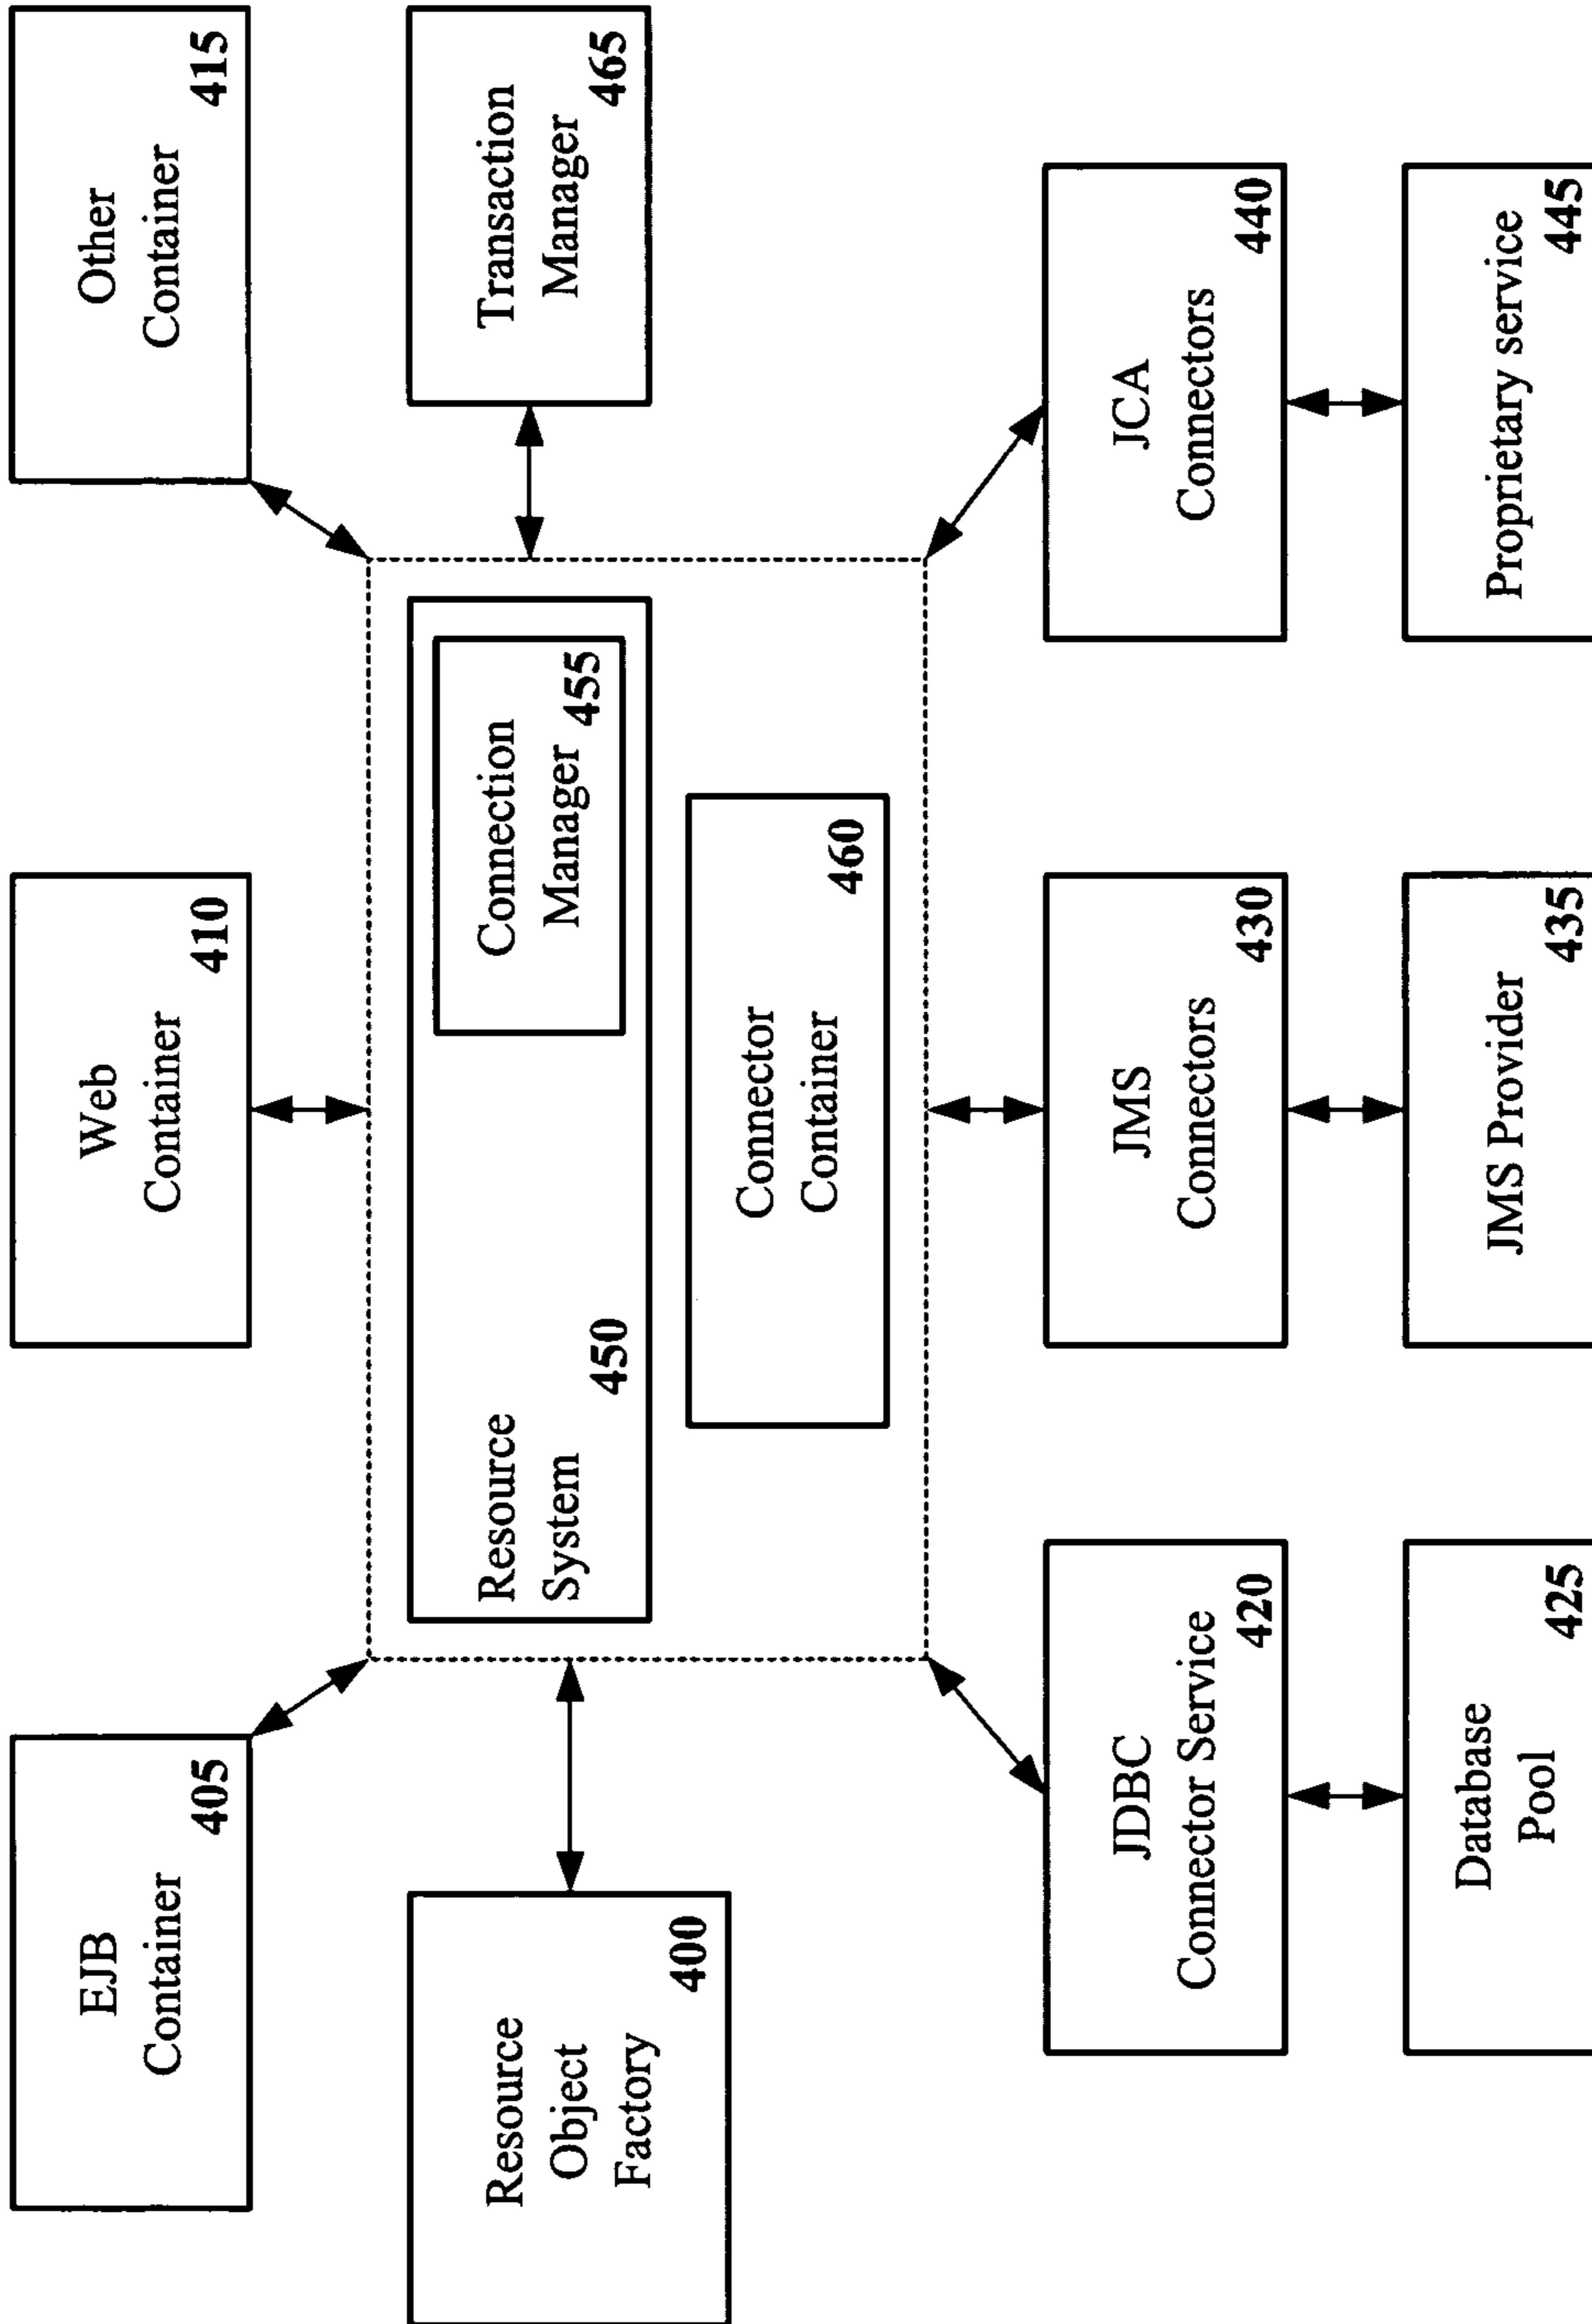 EJB
Container
405
Web
Container
410
Other
Container
415
Resource
Object
Factory
400
Resource
System
450
Connection
Manager 455
Connector
Container
460
Transaction
Manager
465
JDBC
Connector Service
420
JMS
Connectors
430
JCA
Connectors
440
Database
Pool
425
JMS Provider
435
Proprietary service
445